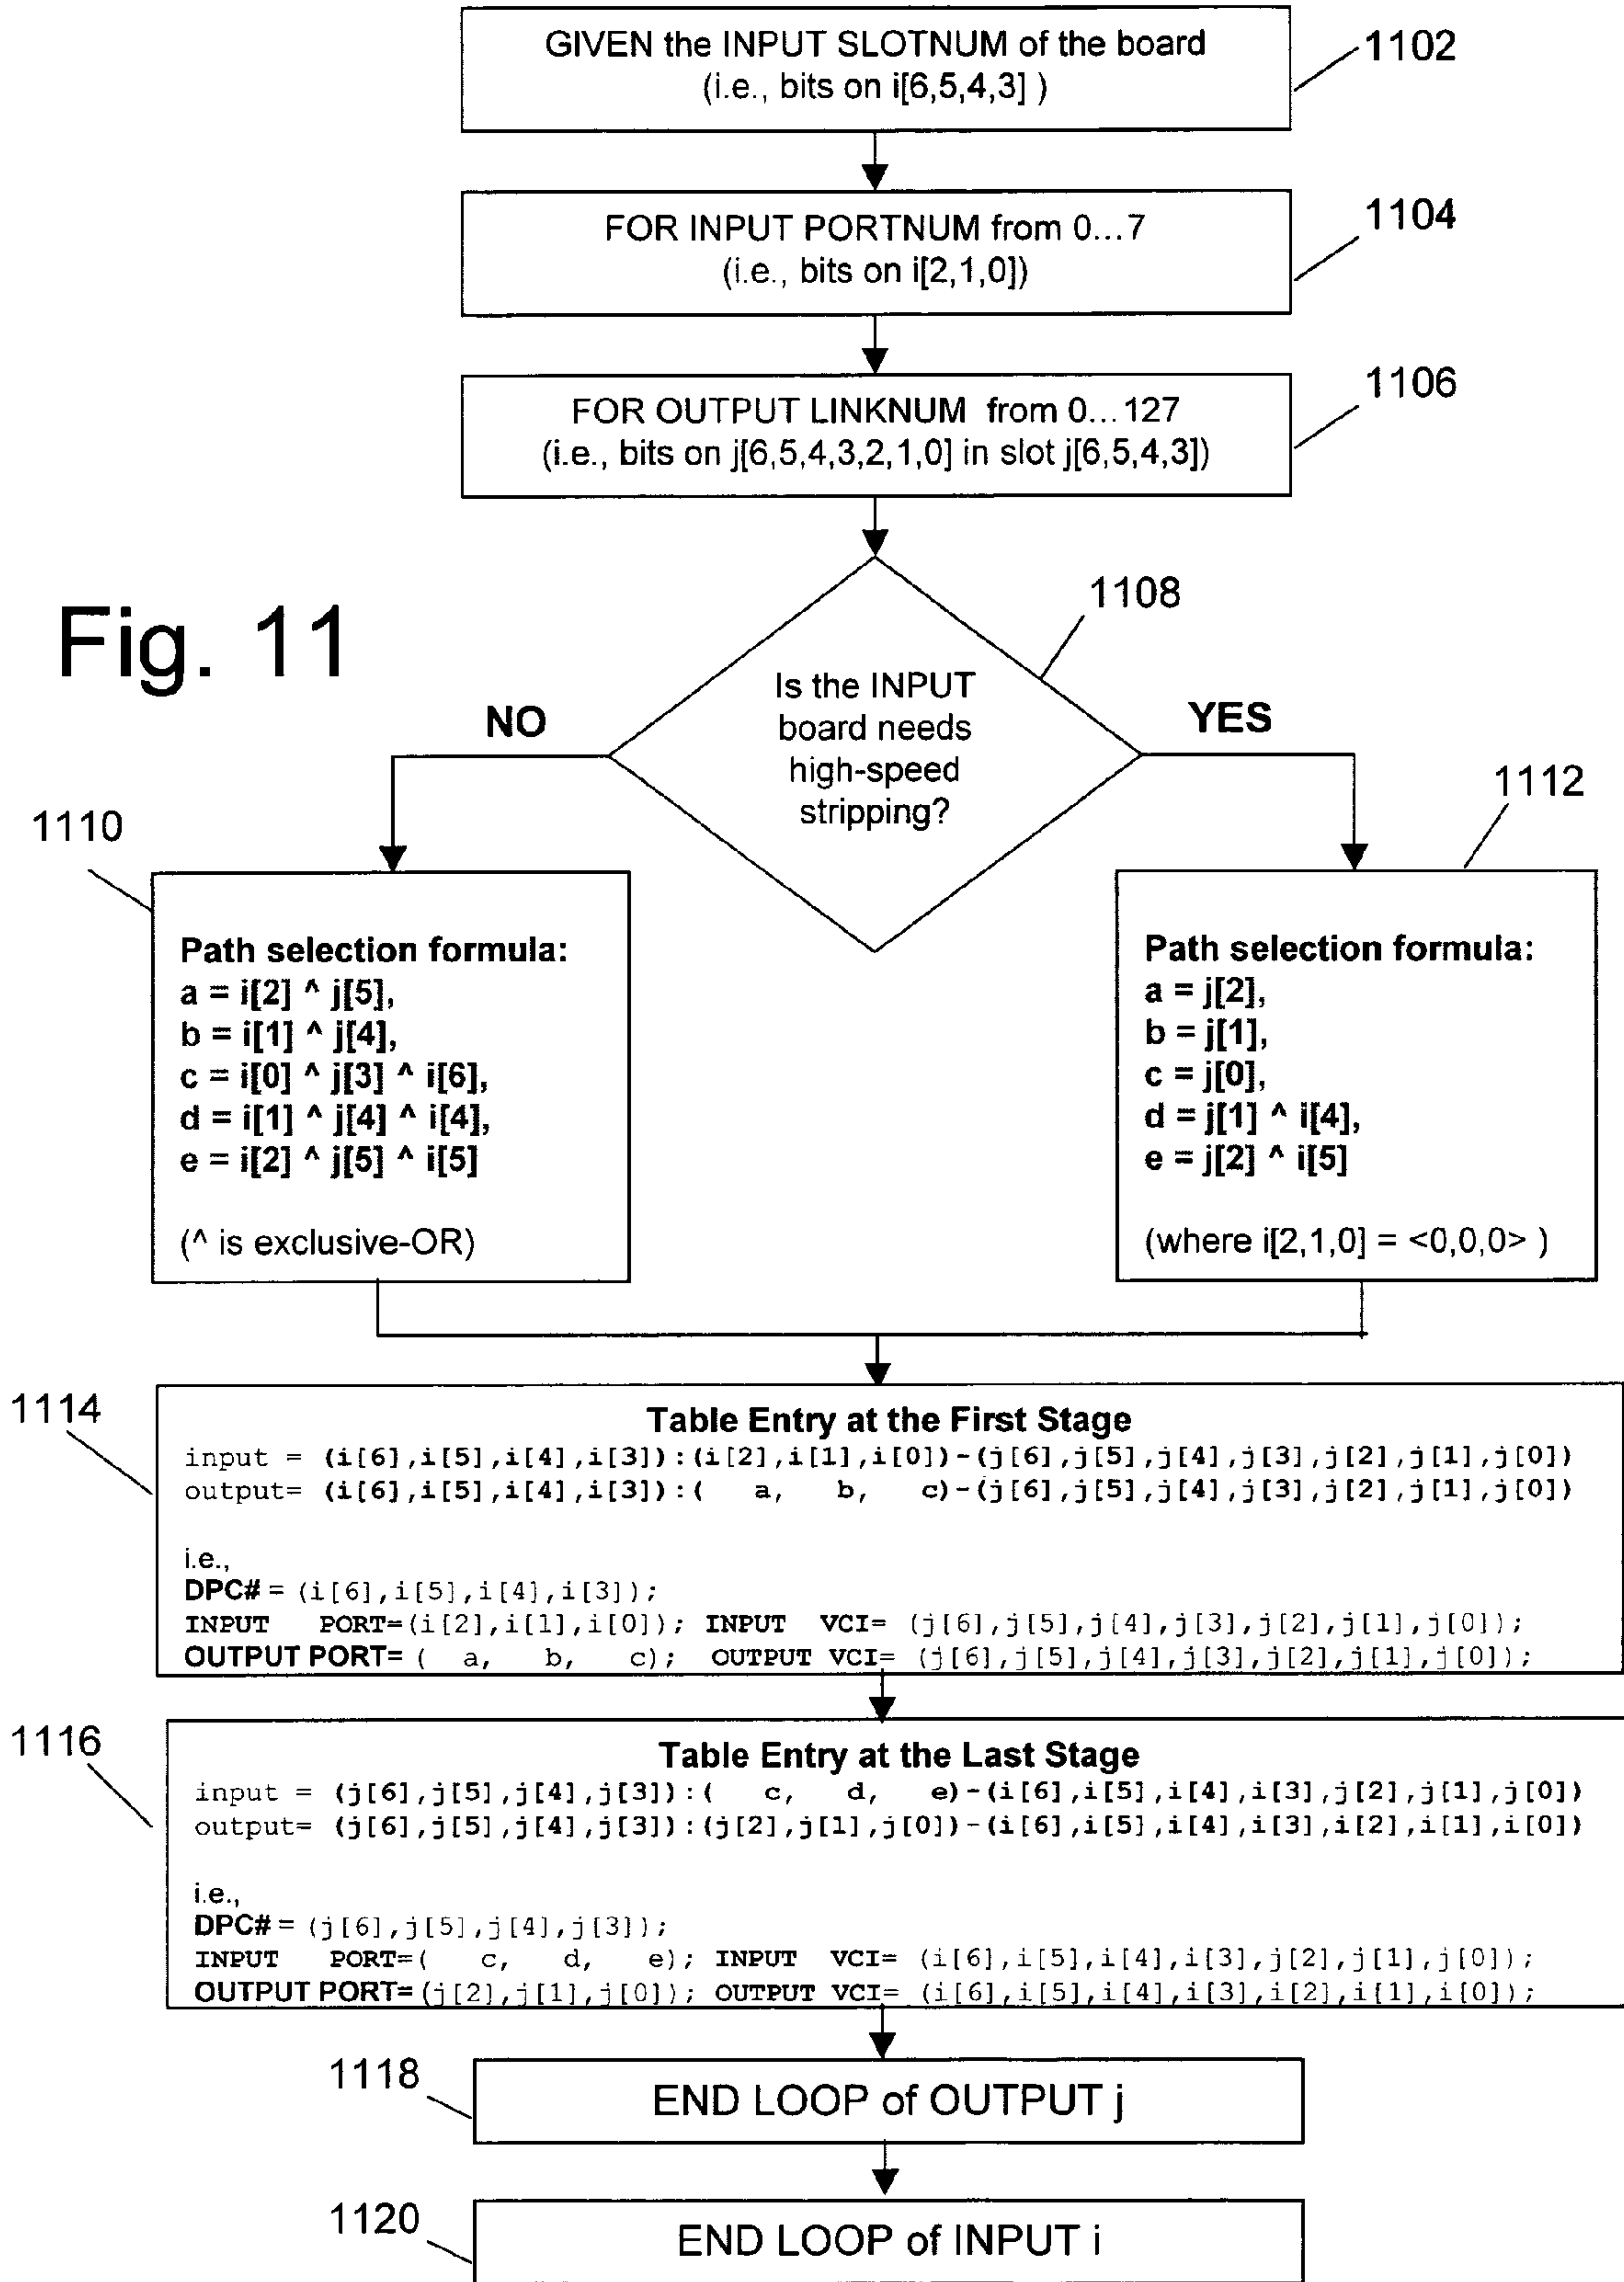 GIVEN the INPUT SLOTNUM of the board
(i.e., bits on i[6,5,4,3] )
1102
FOR INPUT PORTNUM from 0...7
(i.e., bits on i[2,1,0])
1104
FOR OUTPUT LINKNUM from 0...127
(i.e., bits on j[6,5,4,3,2,1,0] in slot j[6,5,4,3])
1106
Fig. 11
1108
Is the INPUT
board needs
high-speed
stripping?
NO
YES
1110
Path selection formula:
a = i[2] ^ j[5],
b = i[1] ^ j[4],
c = i[0] ^ j[3] ^ i[6],
d = i[1] ^ j[4] ^ i[4],
e = i[2] ^ j[5] ^ i[5]
(^ is exclusive-OR)
1112
Path selection formula:
a = j[2],
b = j[1],
c = j[0],
d = j[1] ^ i[4],
e = j[2] ^ i[5]
(where i[2,1,0] = <0,0,0> )
1114
Table Entry at the First Stage
input = (i[6],i[5],i[4],i[3]):(i[2],i[1],i[0])-(j[6],j[5],j[4],j[3],j[2],j[1],j[0])
output= (i[6],i[5],i[4],i[3]):( a, b, c)-(j[6],j[5],j[4],j[3],j[2],j[1],j[0])
i.e.,
DPC# = (i[6],i[5],i[4],i[3]);
INPUT PORT=(i[2],i[1],i[0]); INPUT VCI= (j[6],j[5],j[4],j[3],j[2],j[1],j[0]);
OUTPUT PORT= ( a, b, c); OUTPUT VCI= (j[6],j[5],j[4],j[3],j[2],j[1],j[0]);
1116
Table Entry at the Last Stage
input = (j[6],j[5],j[4],j[3]):( c, d, e)-(i[6],i[5],i[4],i[3],j[2],j[1],j[0])
output= (j[6],j[5],j[4],j[3]):(j[2],j[1],j[0])-(i[6],i[5],i[4],i[3],i[2],i[1],i[0])
i.e.,
DPC# = (j[6],j[5],j[4],j[3]);
INPUT PORT=( c, d, e); INPUT VCI= (i[6],i[5],i[4],i[3],j[2],j[1],j[0]);
OUTPUT PORT=(j[2],j[1],j[0]); OUTPUT VCI= (i[6],i[5],i[4],i[3],i[2],i[1],i[0]);
1118
END LOOP of OUTPUT j
1120
END LOOP of INPUT i